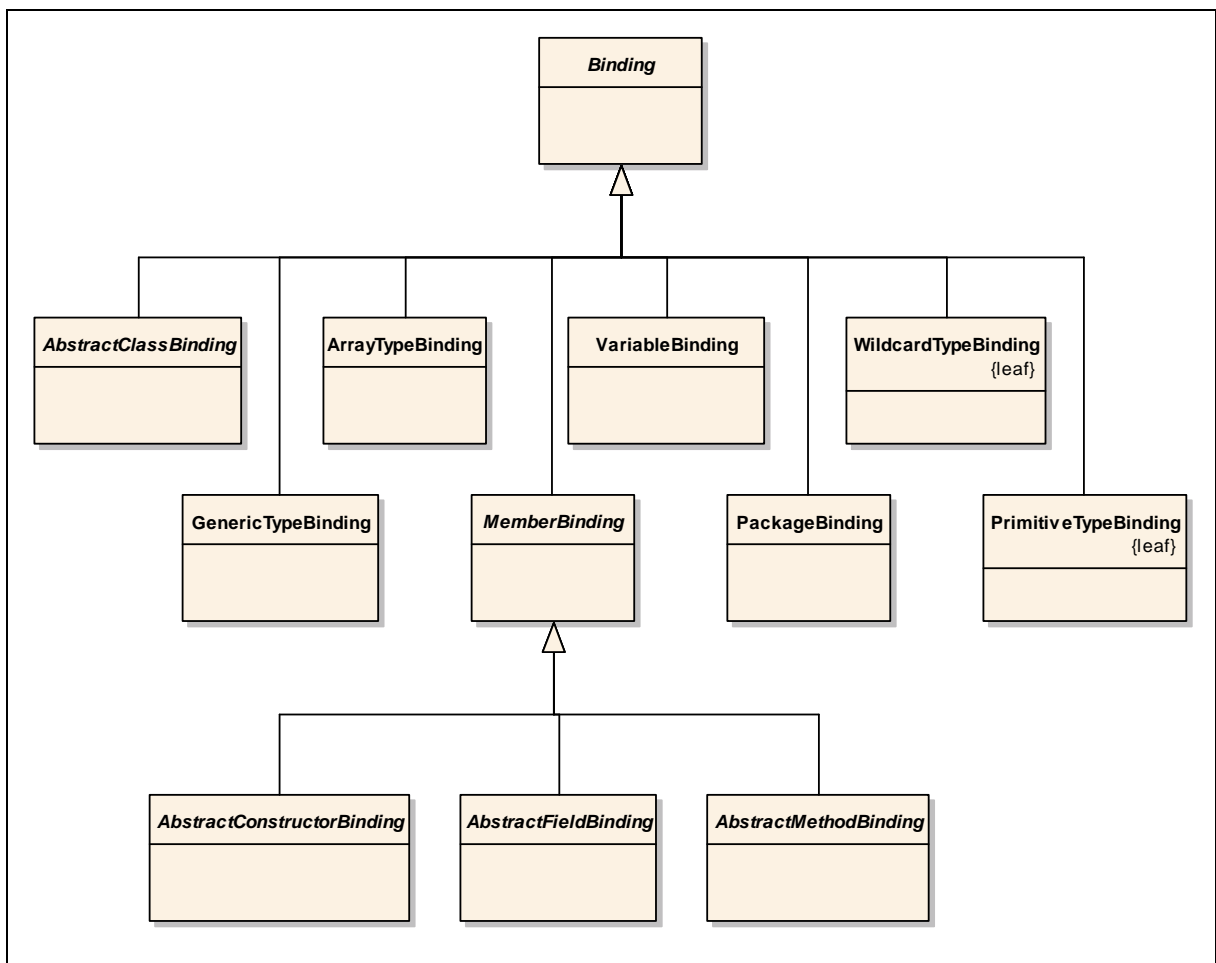 Binding
AbstractClassBinding
ArrayTypeBinding
VariableBinding
WildcardTypeBinding
{leaf}
GenericTypeBinding
MemberBinding
PackageBinding
PrimitiveTypeBinding
{leaf}
AbstractConstructorBinding
AbstractFieldBinding
AbstractMethodBinding